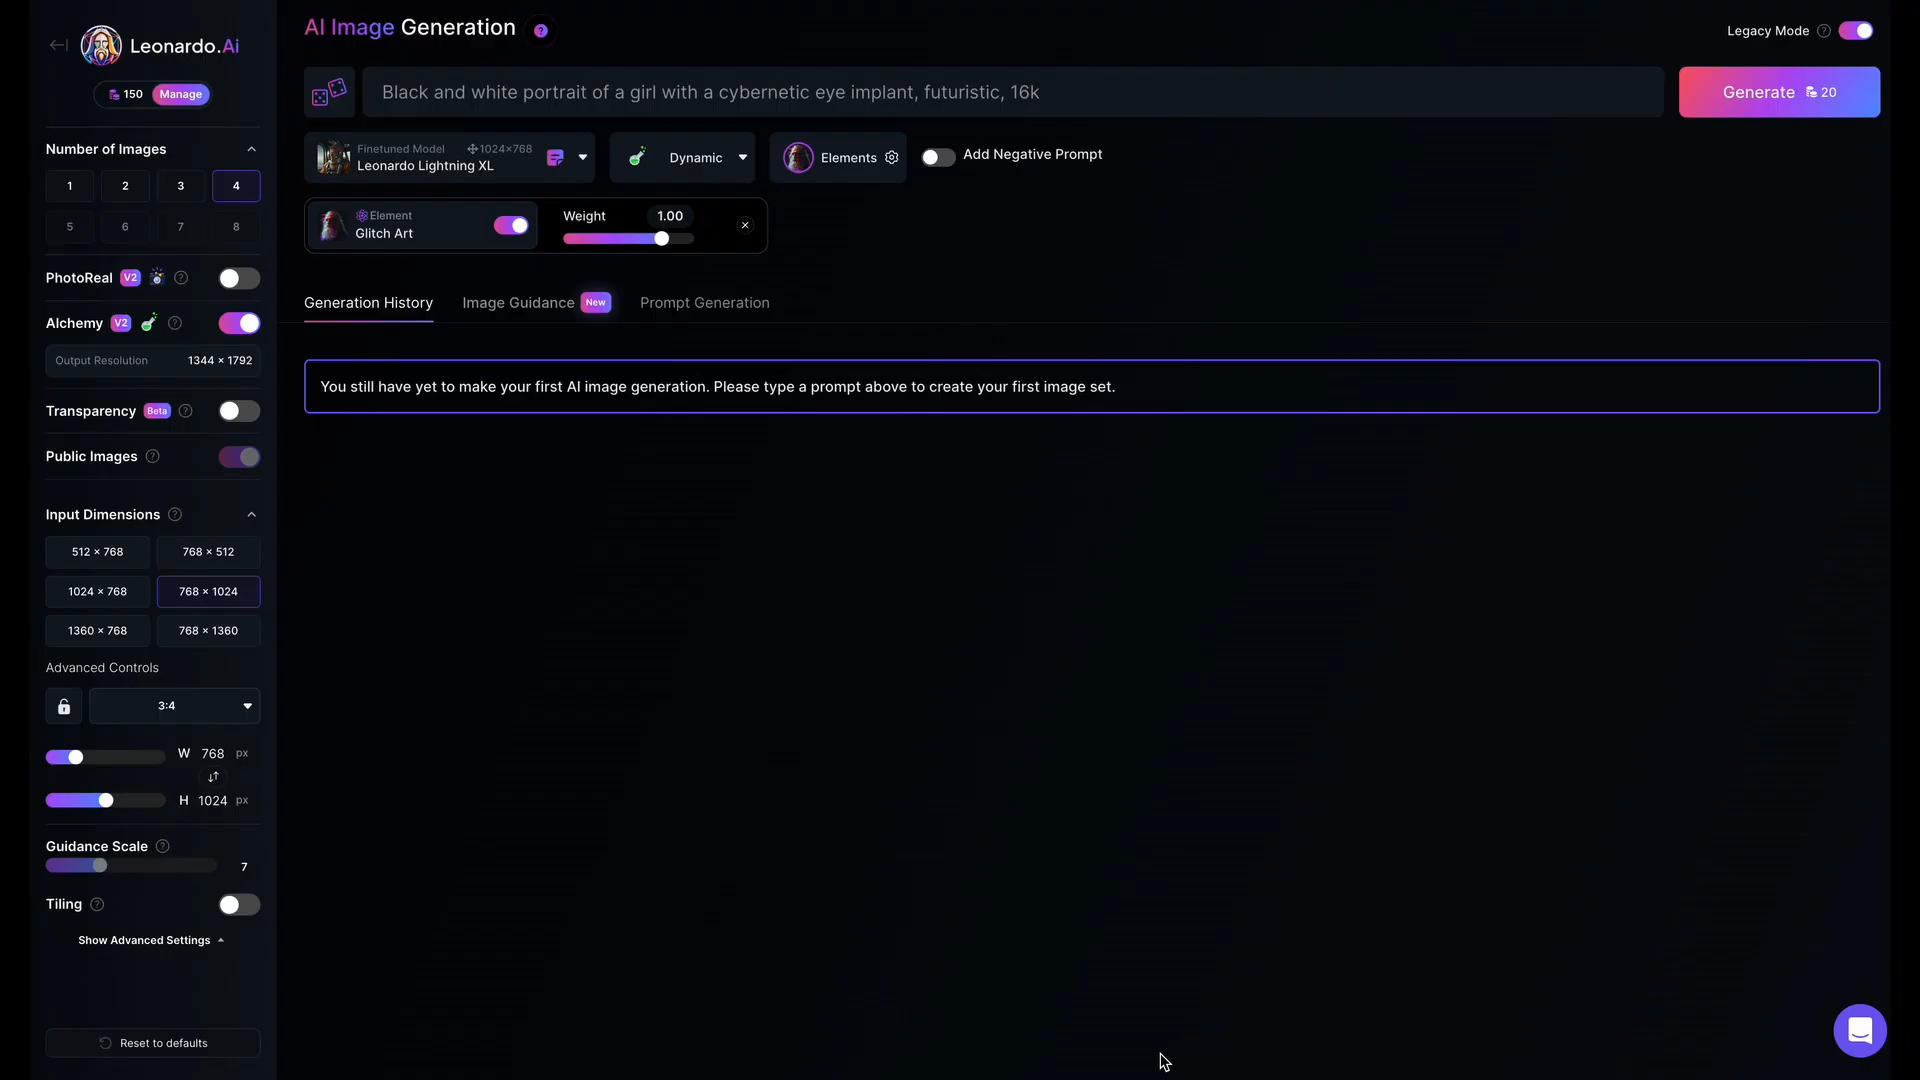 Leonardo.Ai
150 Manage
Number of Images
1 2 3 4
5 6 7 8
PhotoReal V2
Alchemy V2
Output Resolution 1344 × 1792
Transparency Beta
Public Images
Input Dimensions
512 × 768 768 × 512
1024 × 768 768 × 1024
1360 × 768 768 × 1360
Advanced Controls
3:4
W 768 px
H 1024 px
Guidance Scale
7
Tiling
Show Advanced Settings
Reset to defaults
AI Image Generation ?
Legacy Mode
Black and white portrait of a girl with a cybernetic eye implant, futuristic, 16k
Generate 20
Finetuned Model 1024×768
Leonardo Lightning XL
Dynamic
Elements
Add Negative Prompt
Element
Glitch Art
Weight 1.00
Generation History Image Guidance New Prompt Generation
You still have yet to make your first AI image generation. Please type a prompt above to create your first image set.